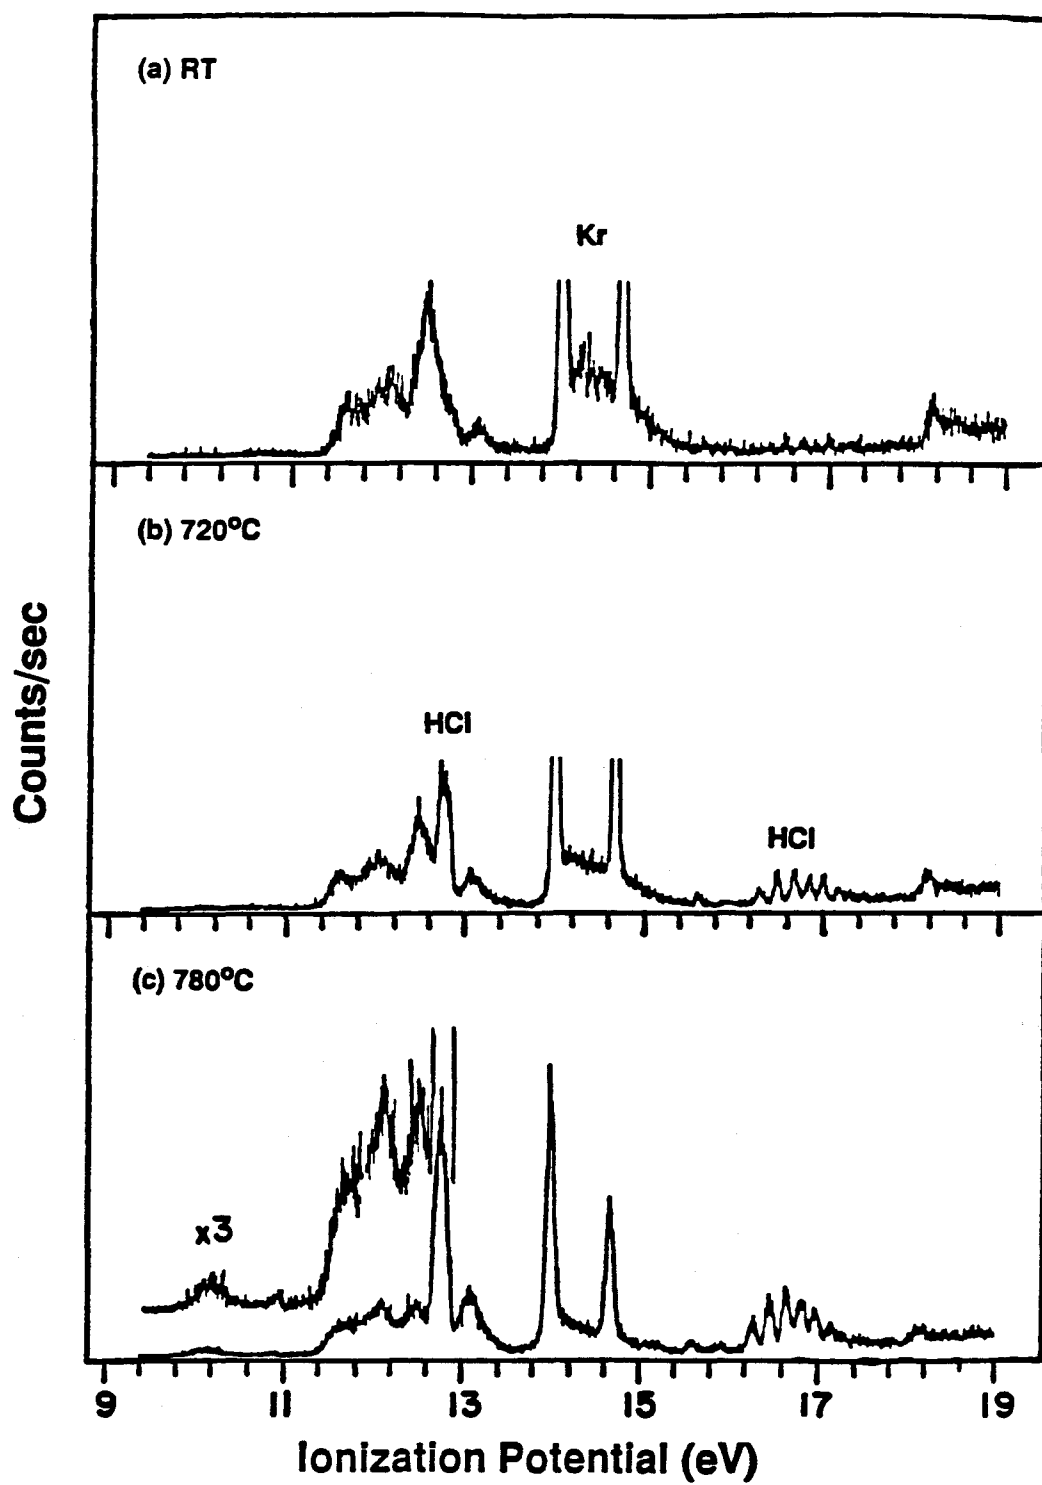 (a) RT
Kr
(b) 720°C
HCl
HCl
(c) 780°C
x3
Counts/sec
9 11 13 15 17 19
Ionization Potential (eV)